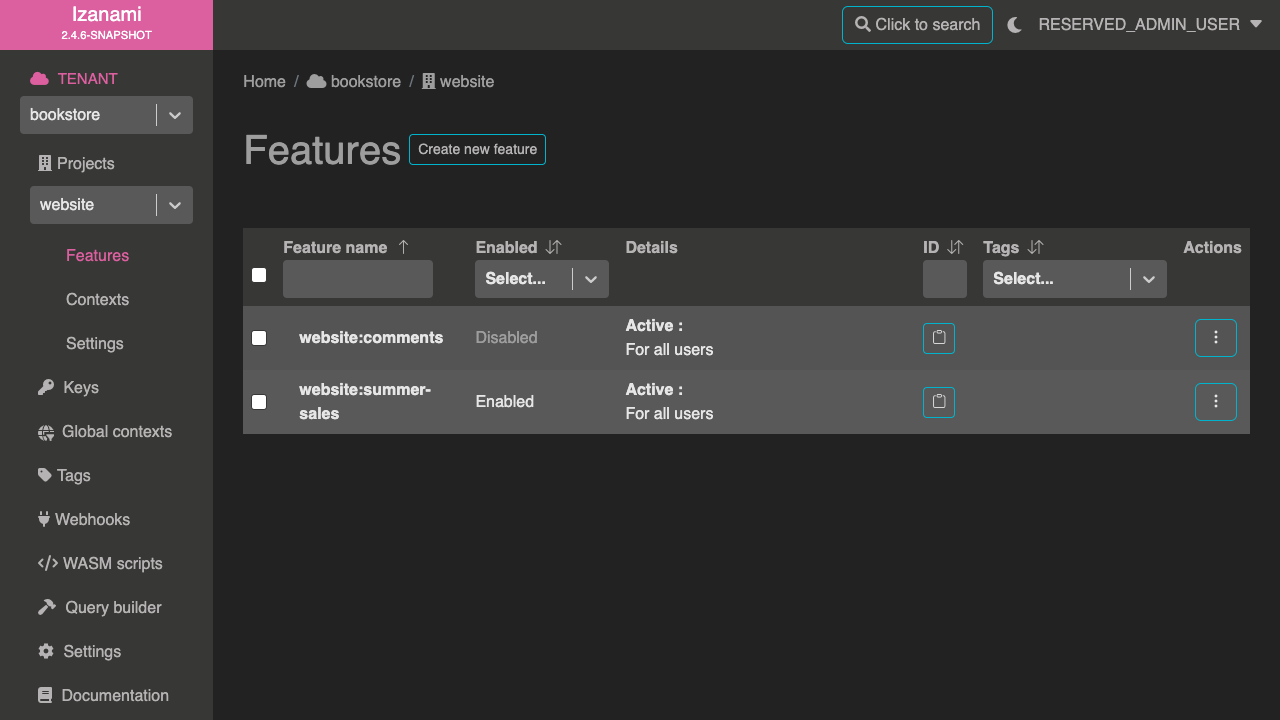 Izanami
2.4.6-SNAPSHOT
Click to search
RESERVED_ADMIN_USER
TENANT
bookstore
Projects
website
Features
Contexts
Settings
Keys
Global contexts
Tags
Webhooks
WASM scripts
Query builder
Settings
Documentation
Home / bookstore / website
Features
Create new feature
Feature name Enabled Details ID Tags Actions
Select... Select...
website:comments Disabled
Active :
For all users
website:summer-
sales
Enabled
Active :
For all users